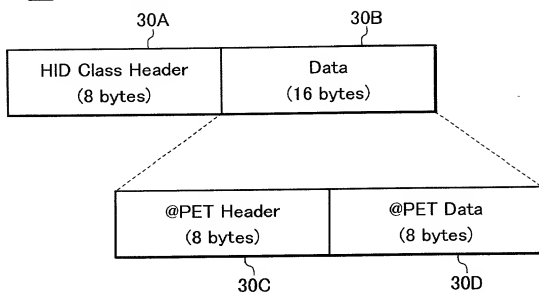 30A
30B
HID Class Header
(8 bytes)
Data
(16 bytes)
@PET Header
(8 bytes)
@PET Data
(8 bytes)
30C
30D